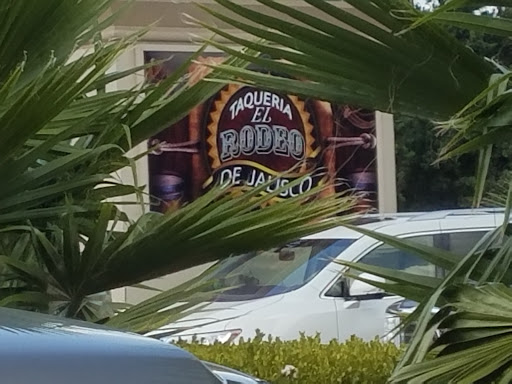 TAQUERIA
EL
RODEO
DE JALISCO